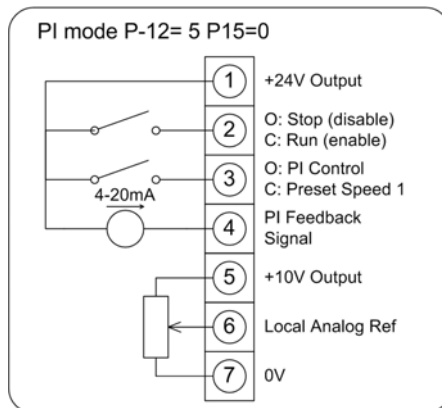 PI mode P-12= 5 P15=0
1 +24V Output
2 O: Stop (disable)
C: Run (enable)
3 O: PI Control
C: Preset Speed 1
4-20mA
4 PI Feedback
Signal
5 +10V Output
6 Local Analog Ref
7 0V